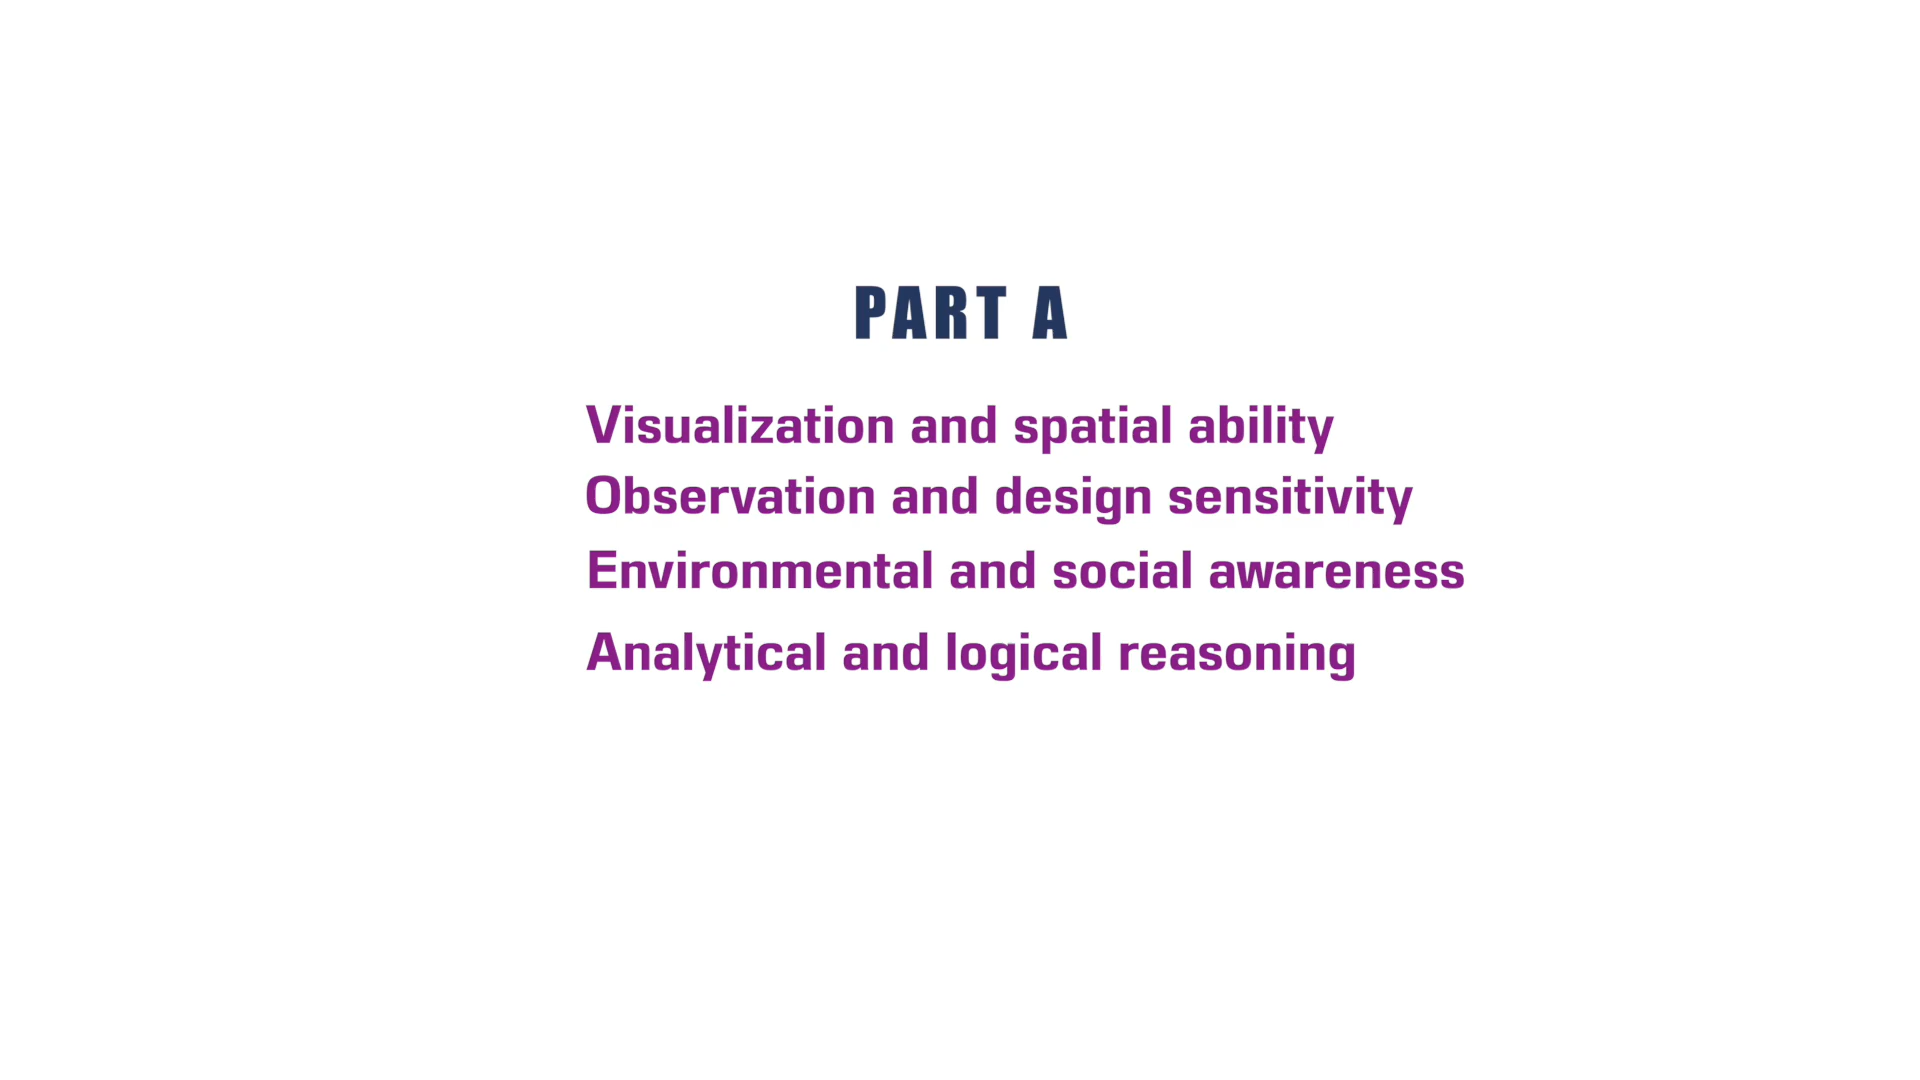 PART A
Visualization and spatial ability
Observation and design sensitivity
Environmental and social awareness
Analytical and logical reasoning